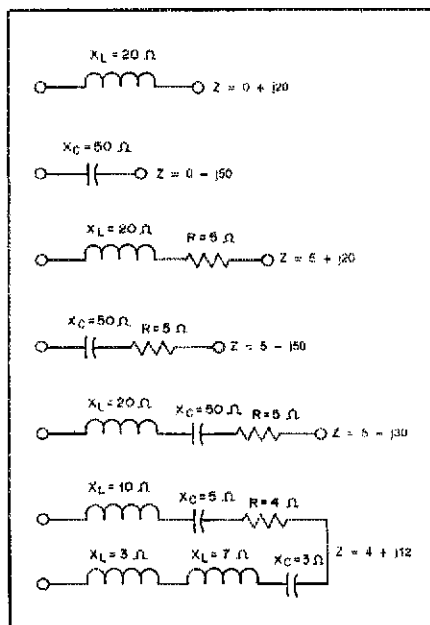 X_L = 20 Ω
Z = 0 + j20
X_C = 50 Ω
Z = 0 - j50
X_L = 20 Ω
R = 5 Ω
Z = 5 + j20
X_C = 50 Ω
R = 5 Ω
Z = 5 - j50
X_L = 20 Ω
X_C = 50 Ω
R = 5 Ω
Z = 5 - j30
X_L = 10 Ω
X_C = 5 Ω
R = 4 Ω
Z = 4 + j12
X_L = 3 Ω
X_L = 7 Ω
X_C = 3 Ω